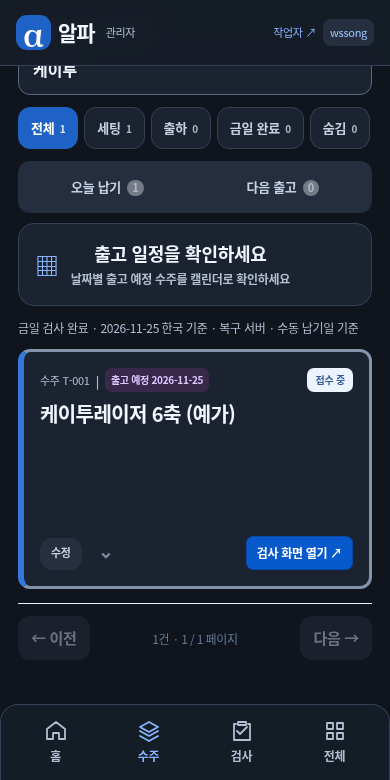 α 알파 관리자 작업자 ↗ wssong
케이투
전체 1 세팅 1 출하 0 금일 완료 0 숨김 0
오늘 납기 1 다음 출고 0
출고 일정을 확인하세요
날짜별 출고 예정 수주를 캘린더로 확인하세요
금일 검사 완료 · 2026-11-25 한국 기준 · 복구 서버 · 수동 납기일 기준
수주 T-001 | 출고 예정 2026-11-25 접수 중
케이투레이저 6축 (예가)
수정 검사 화면 열기 ↗
← 이전 1건 · 1 / 1 페이지 다음 →
홈 수주 검사 전체